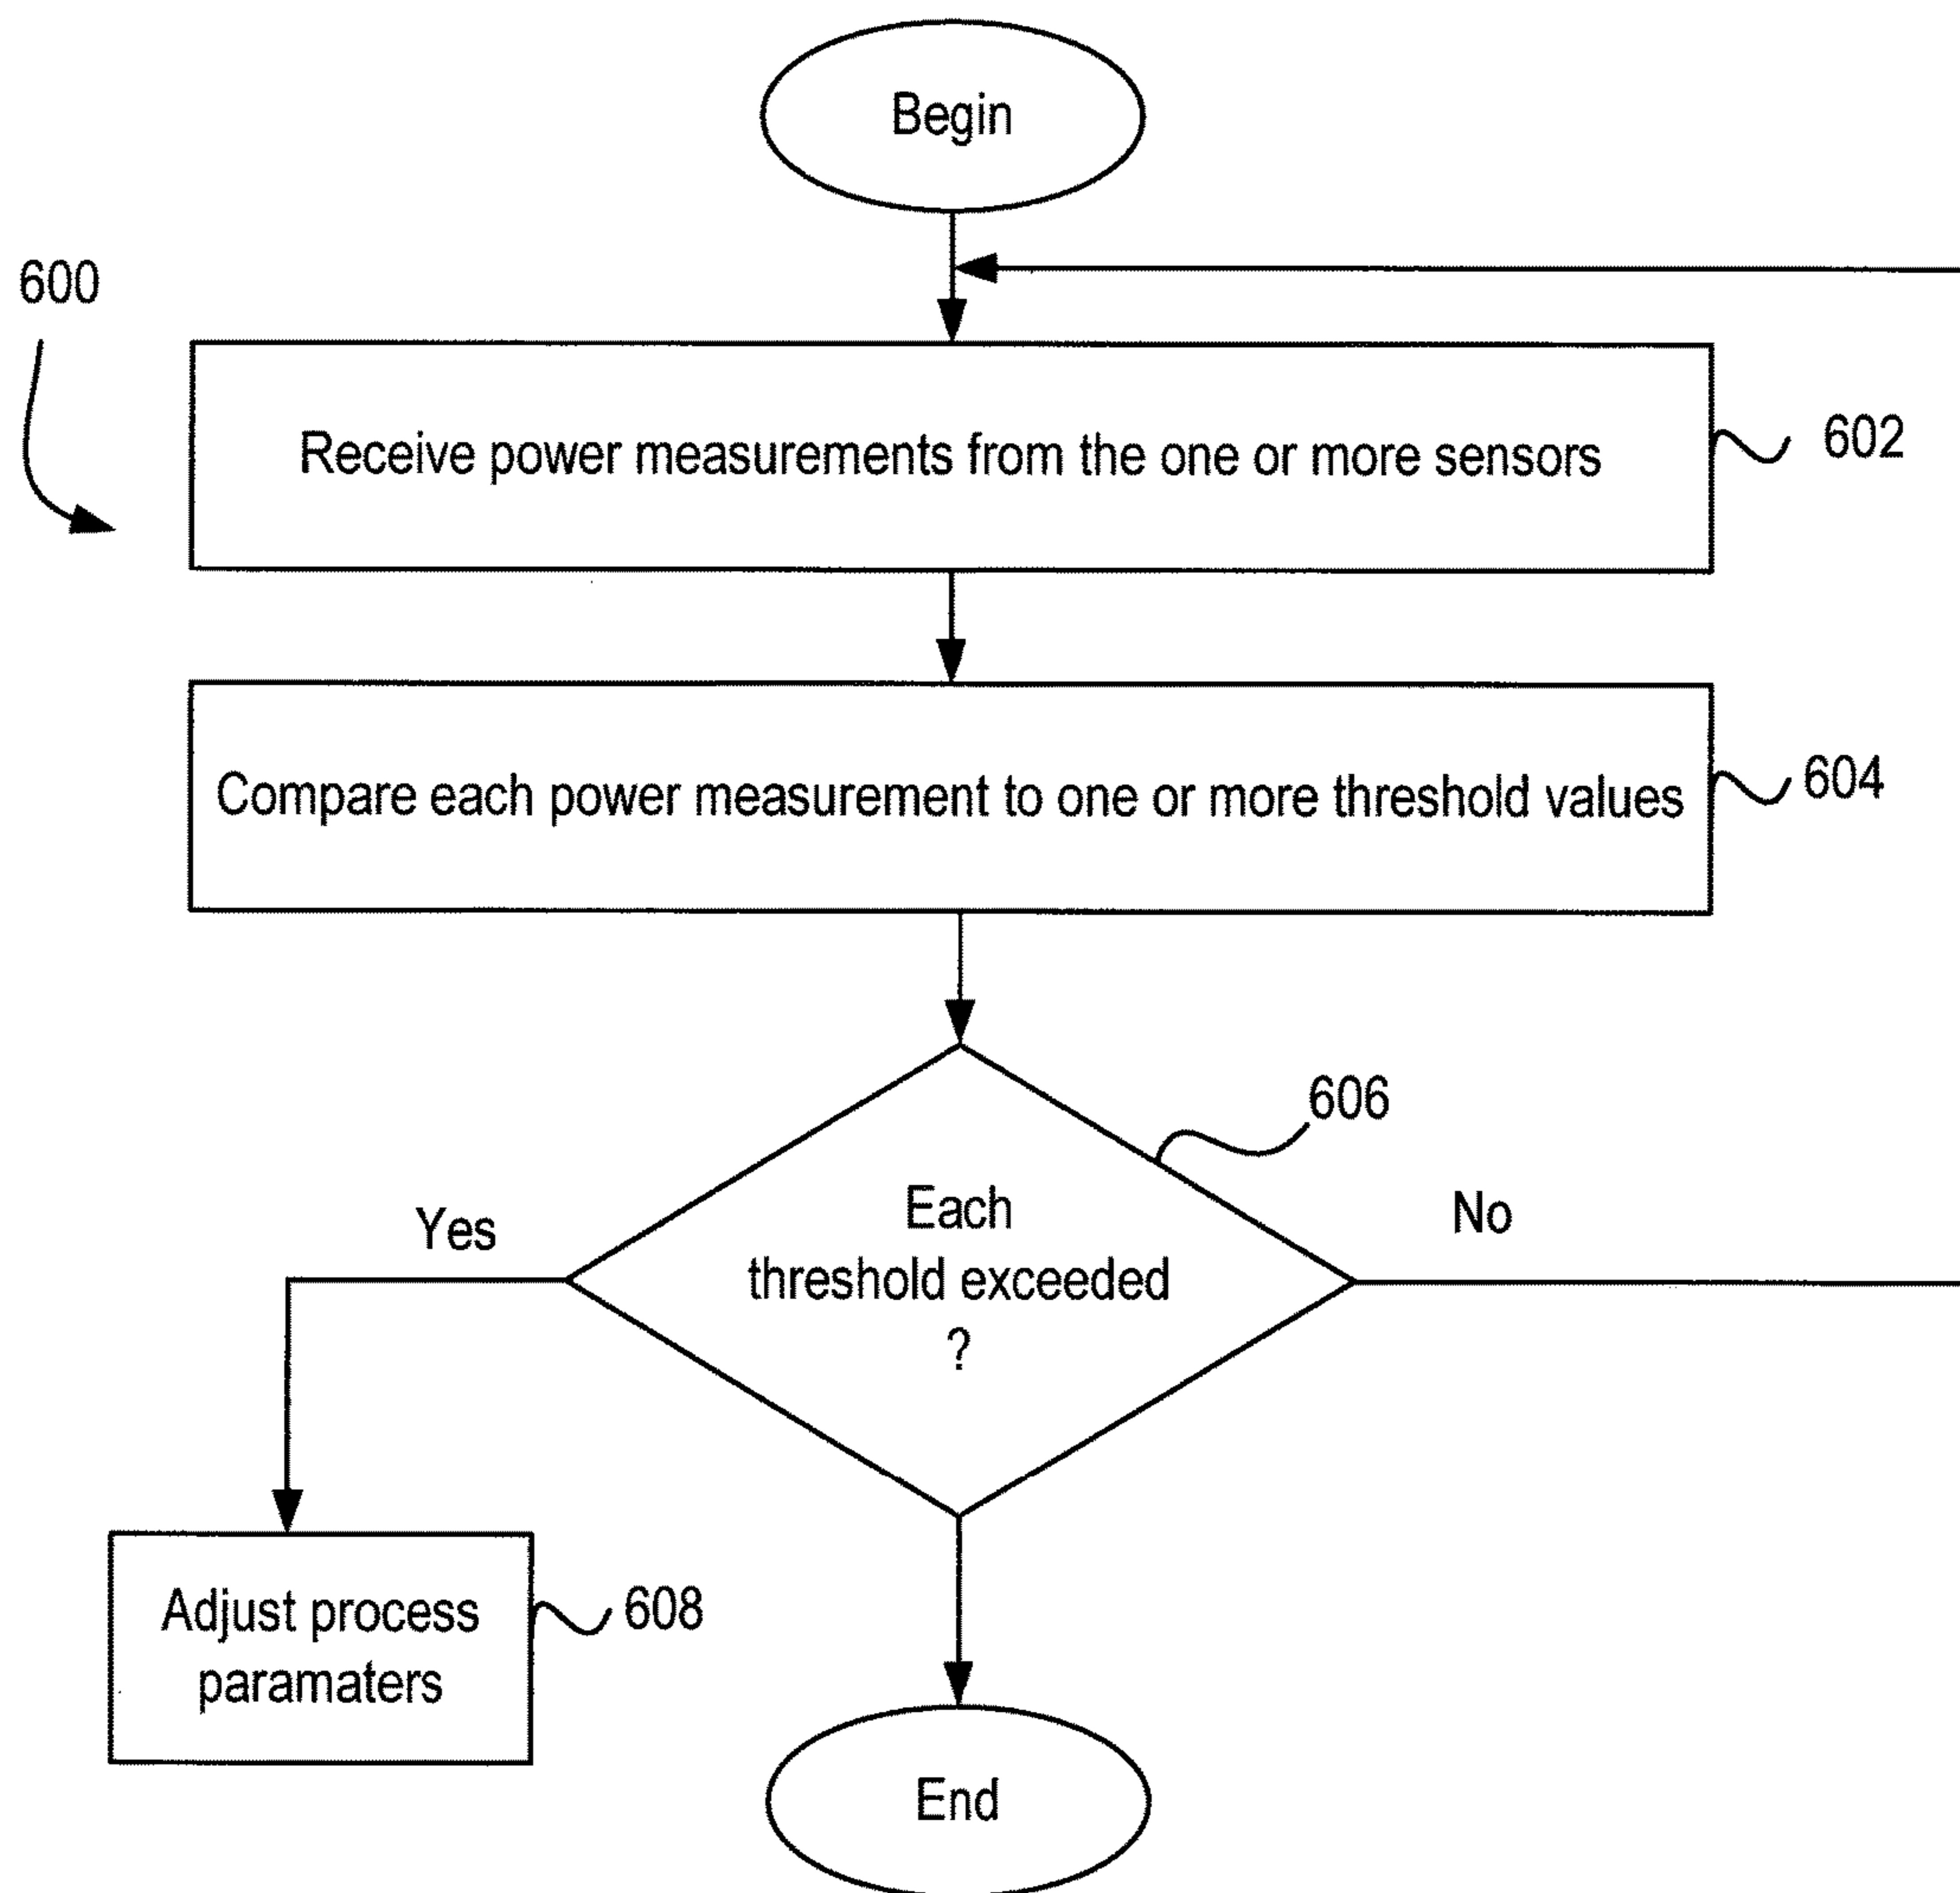 Begin
600
Receive power measurements from the one or more sensors
602
Compare each power measurement to one or more threshold values
604
606
Each
threshold exceeded
?
Yes
No
Adjust process
paramaters
608
End